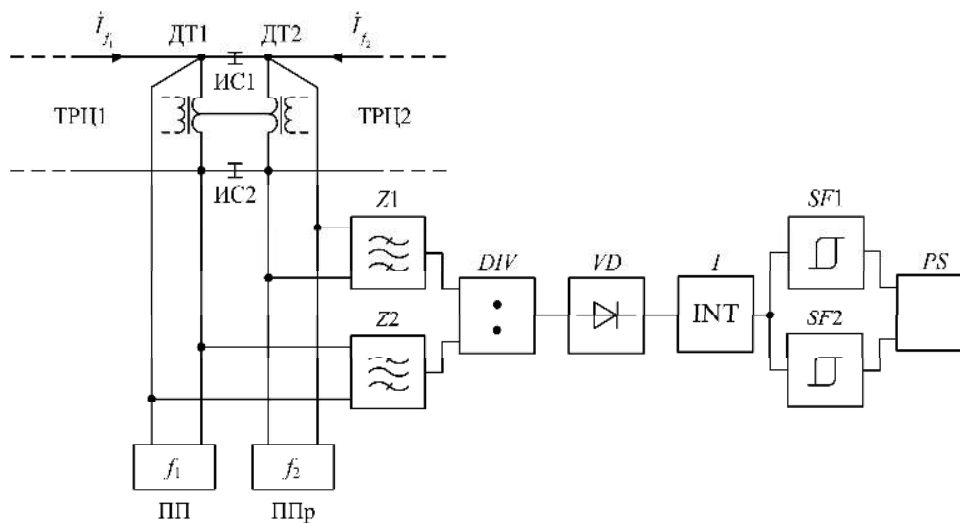 İf₁ ДТ1 ДТ2 İf₂
ИС1
ТРЦ1 ТРЦ2
ИС2
Z1 SF1
DIV VD I PS
INT
Z2 SF2
f₁ f₂
ПП ППр